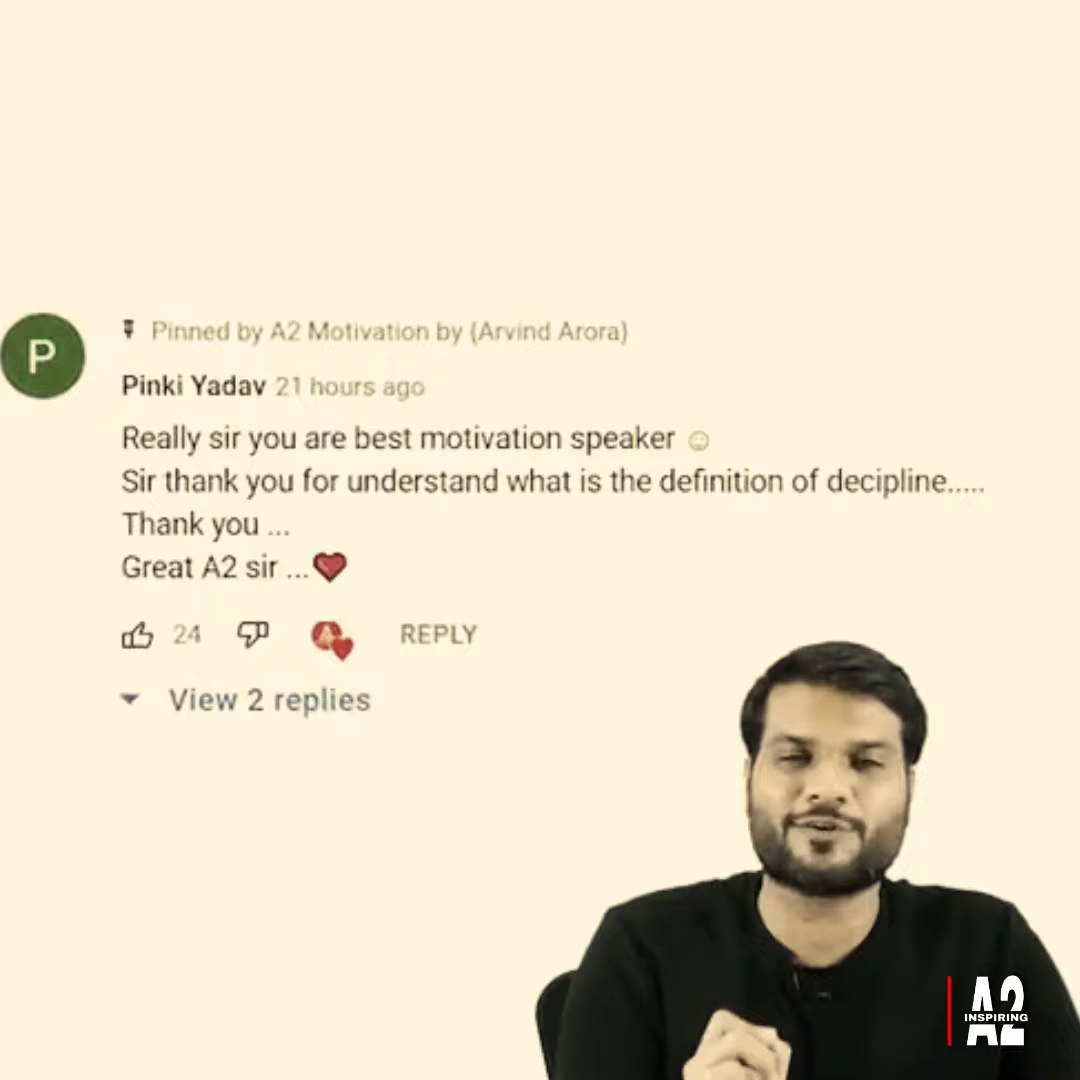 P
Pinned by A2 Motivation by (Arvind Arora)
Pinki Yadav 21 hours ago
Really sir you are best motivation speaker ☺
Sir thank you for understand what is the definition of decipline.....
Thank you ...
Great A2 sir ...❤
24 A REPLY
View 2 replies
A2
INSPIRING